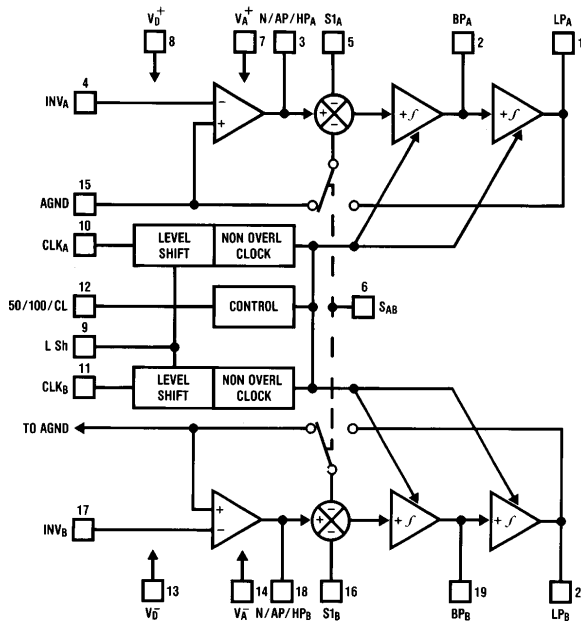 V_D^+ V_A^+ N/AP/HP_A S1_A BP_A LP_A
8 7 3 5 2 1
4
INV_A
− + + − − +∫ +∫
15
AGND
10
CLK_A LEVEL SHIFT NON OVERL CLOCK
12
50/100/CL CONTROL
6
S_AB
9
L Sh
11
CLK_B LEVEL SHIFT NON OVERL CLOCK
TO AGND
17
INV_B
+ − + − − +∫ +∫
13 14 18 16 19 2
V_D^- V_A^- N/AP/HP_B S1_B BP_B LP_B